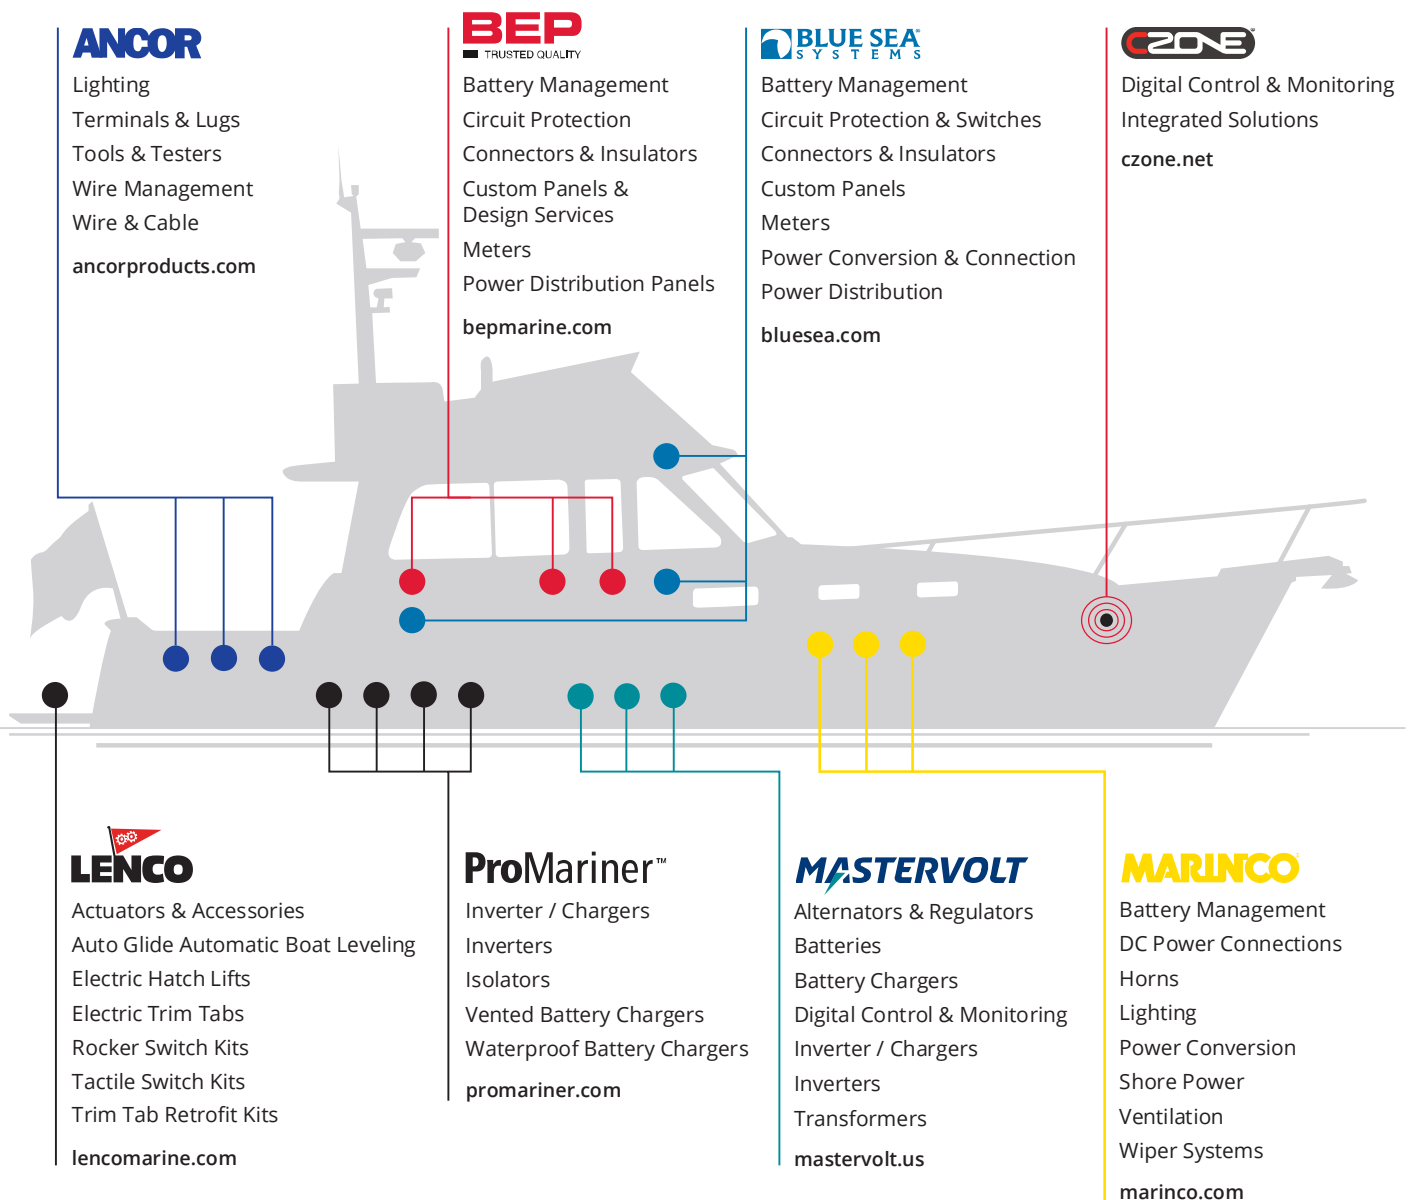 ANCOR
Lighting
Terminals & Lugs
Tools & Testers
Wire Management
Wire & Cable
ancorproducts.com
BEP
TRUSTED QUALITY
Battery Management
Circuit Protection
Connectors & Insulators
Custom Panels &
Design Services
Meters
Power Distribution Panels
bepmarine.com
BLUE SEA®
SYSTEMS
Battery Management
Circuit Protection & Switches
Connectors & Insulators
Custom Panels
Meters
Power Conversion & Connection
Power Distribution
bluesea.com
CZONE®
Digital Control & Monitoring
Integrated Solutions
czone.net
LENCO
Actuators & Accessories
Auto Glide Automatic Boat Leveling
Electric Hatch Lifts
Electric Trim Tabs
Rocker Switch Kits
Tactile Switch Kits
Trim Tab Retrofit Kits
lencomarine.com
ProMariner™
Inverter / Chargers
Inverters
Isolators
Vented Battery Chargers
Waterproof Battery Chargers
promariner.com
MASTERVOLT
Alternators & Regulators
Batteries
Battery Chargers
Digital Control & Monitoring
Inverter / Chargers
Inverters
Transformers
mastervolt.us
MARINCO
Battery Management
DC Power Connections
Horns
Lighting
Power Conversion
Shore Power
Ventilation
Wiper Systems
marinco.com